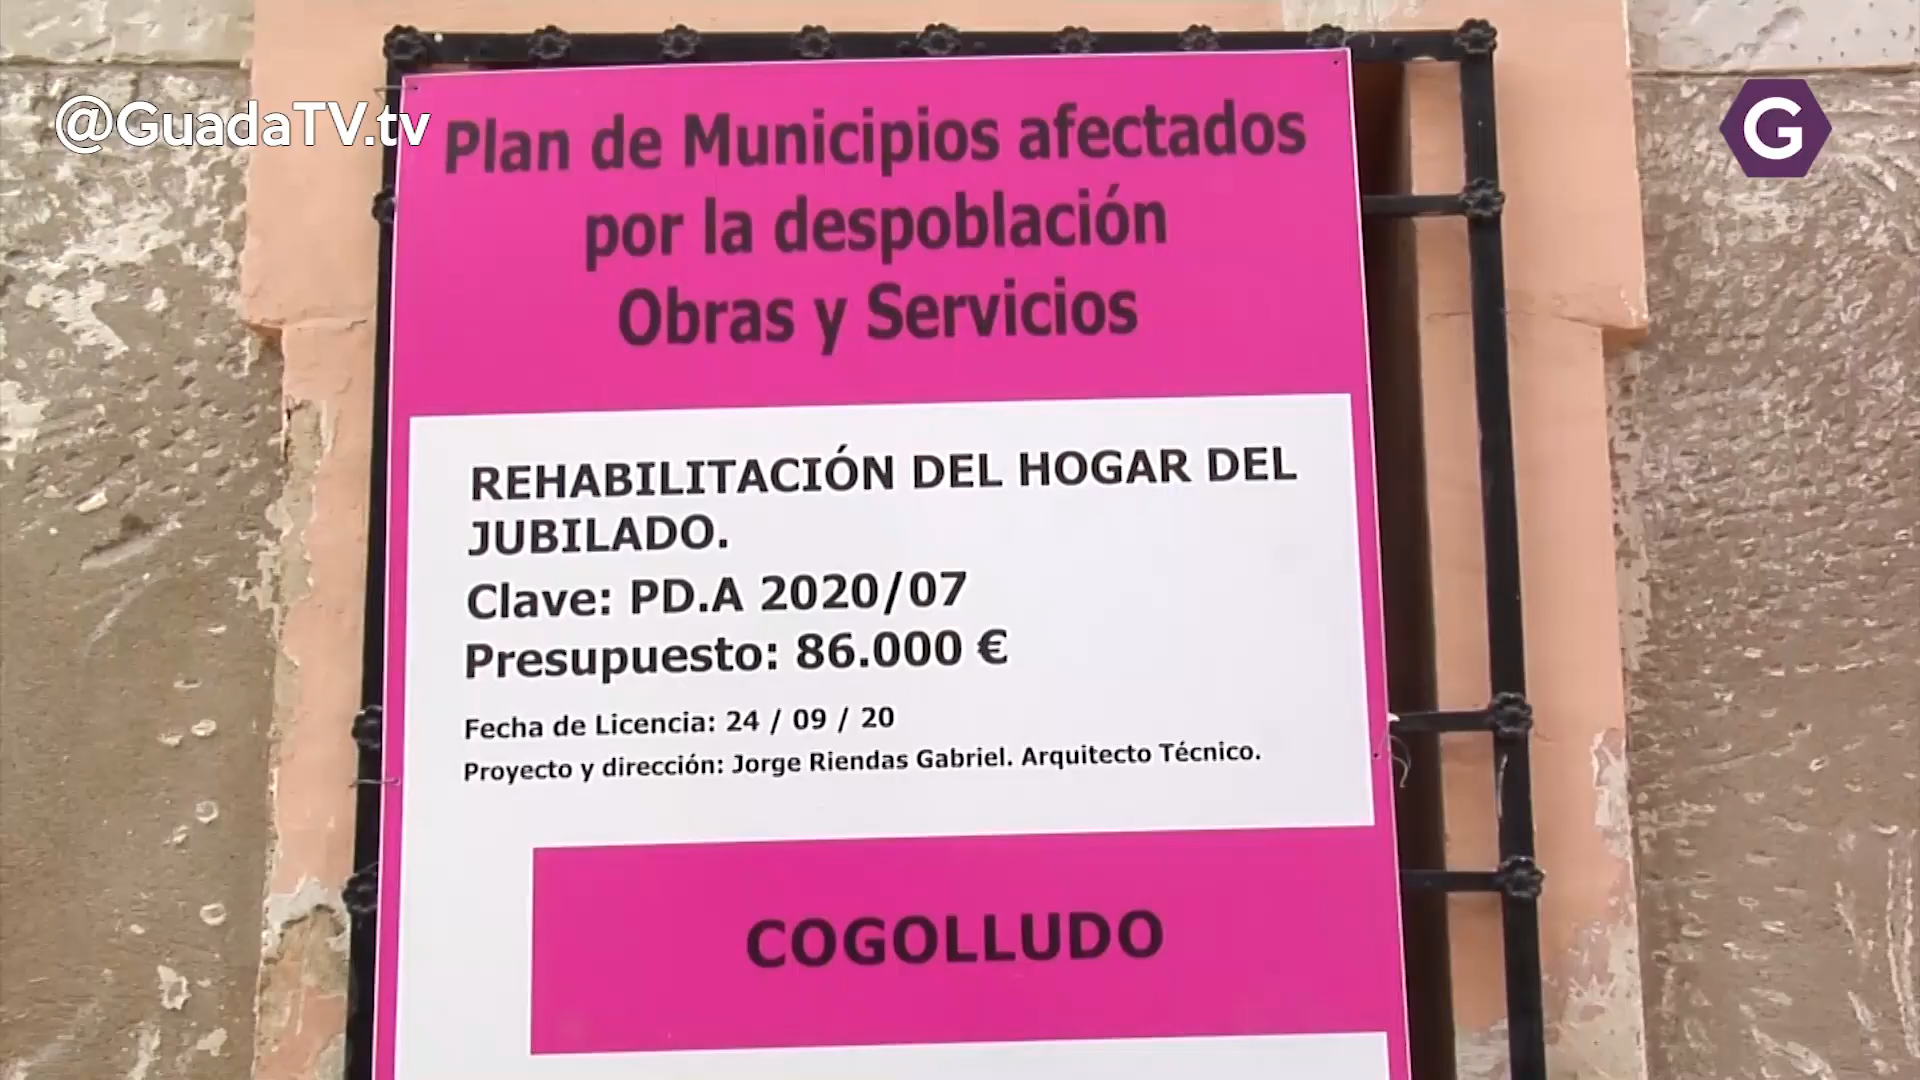 @GuadaTV.tv
G
Plan de Municipios afectados
por la despoblación
Obras y Servicios
REHABILITACIÓN DEL HOGAR DEL
JUBILADO.
Clave: PD.A 2020/07
Presupuesto: 86.000 €
Fecha de Licencia: 24 / 09 / 20
Proyecto y dirección: Jorge Riendas Gabriel. Arquitecto Técnico.
COGOLLUDO